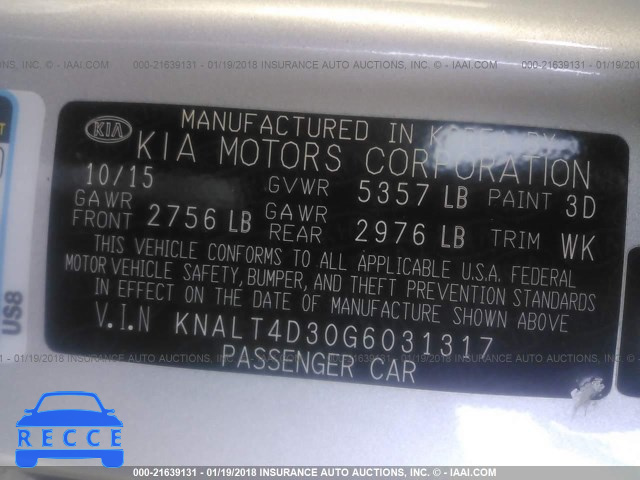 000-21639131 - 01/19/2018 INSURANCE AUTO AUCTIONS - © IAAI.COM
KIA
MANUFACTURED IN KOREA BY
KIA MOTORS CORPORATION
10/15 GVWR 5357 LB PAINT 3D
GAWR FRONT 2756 LB GAWR REAR 2976 LB TRIM WK
THIS VEHICLE CONFORMS TO ALL APPLICABLE U.S.A. FEDERAL
MOTOR VEHICLE SAFETY, BUMPER, AND THEFT PREVENTION STANDARDS
IN EFFECT ON THE DATE OF MANUFACTURE SHOWN ABOVE
V.I.N KNALT4D30G6031317
PASSENGER CAR
US8
RECCE
000-21639131 - 01/19/2018 INSURANCE AUTO AUCTIONS - © IAAI.COM